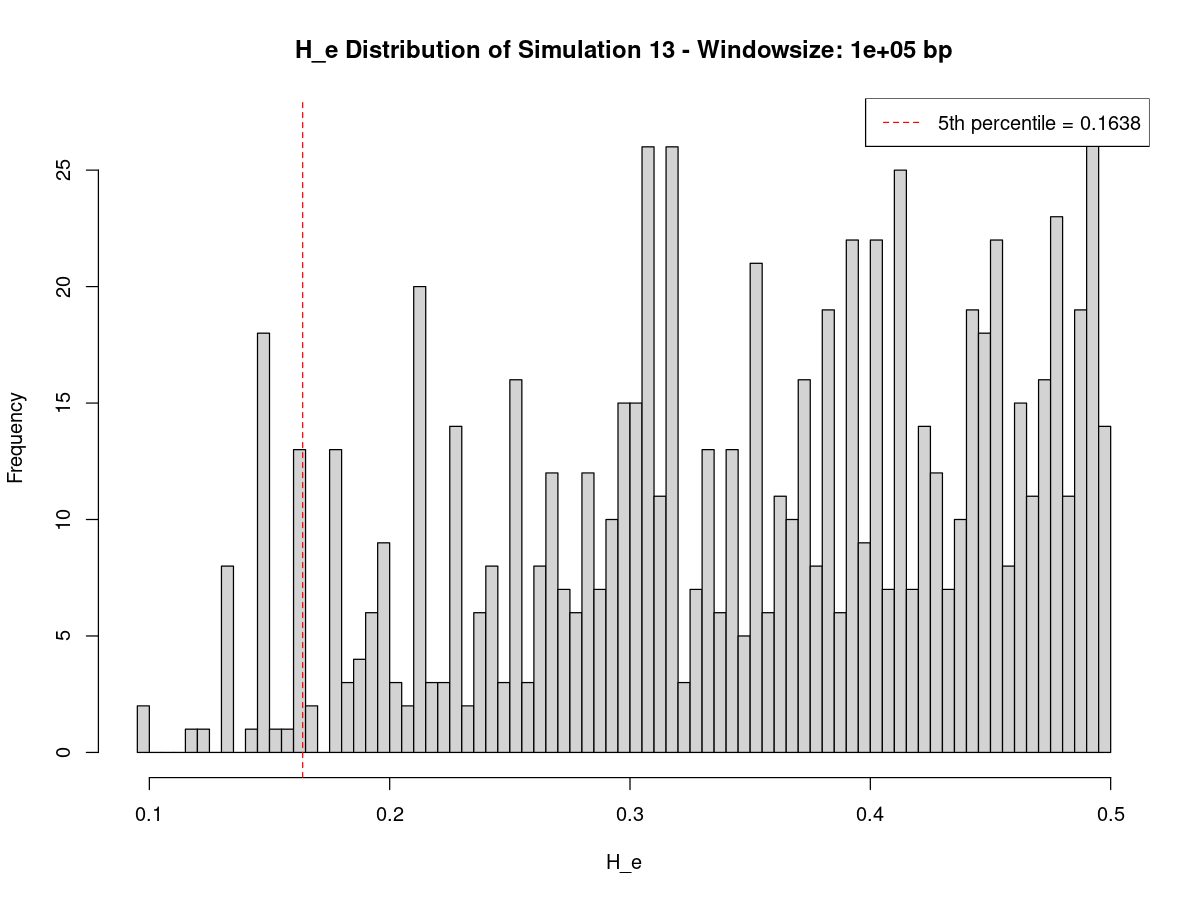 H_e Distribution of Simulation 13 - Windowsize: 1e+05 bp
5th percentile = 0.1638
25
20
15
10
5
0
Frequency
0.1 0.2 0.3 0.4 0.5
H_e